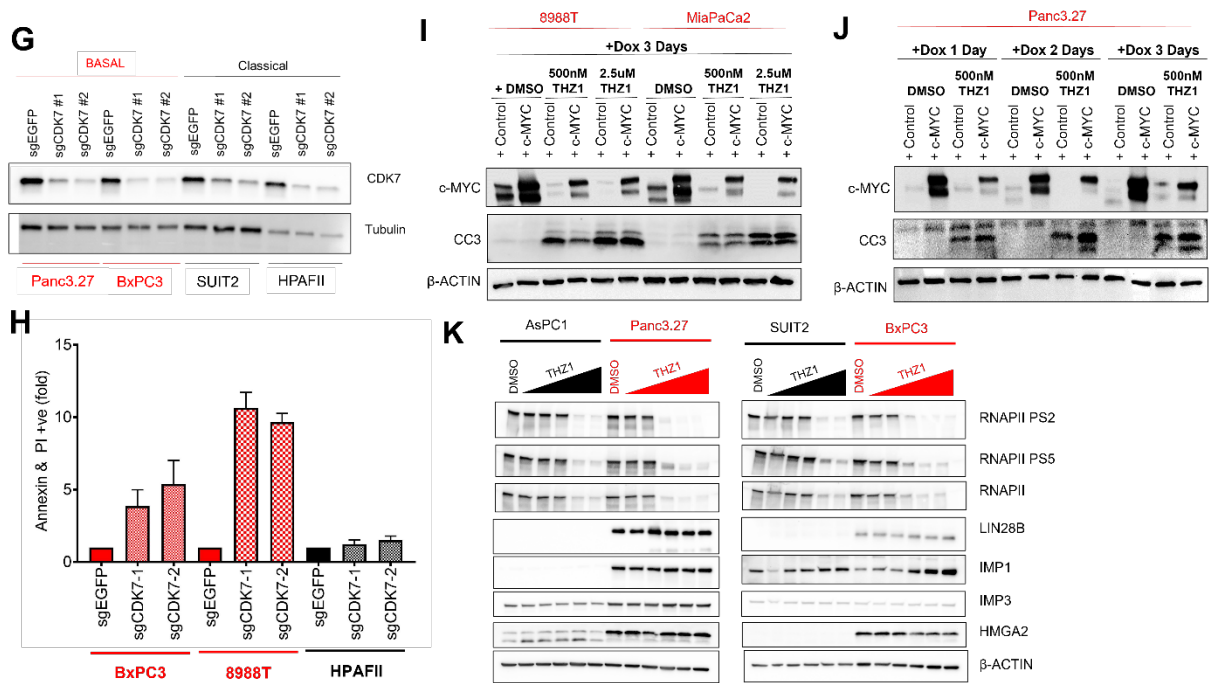 G
BASAL
Classical
sgEGFP
sgCDK7 #1
sgCDK7 #2
sgEGFP
sgCDK7 #1
sgCDK7 #2
sgEGFP
sgCDK7 #1
sgCDK7 #2
sgEGFP
sgCDK7 #1
sgCDK7 #2
CDK7
Tubulin
Panc3.27 BxPC3 SUIT2 HPAFII
H
Annexin & PI +ve (fold)
15
10
5
0
sgEGFP
sgCDK7-1
sgCDK7-2
sgEGFP
sgCDK7-1
sgCDK7-2
sgEGFP
sgCDK7-1
sgCDK7-2
BxPC3 8988T HPAFII
I
8988T MiaPaCa2
+Dox 3 Days
500nM 2.5uM 500nM 2.5uM
+ DMSO THZ1 THZ1 DMSO THZ1 THZ1
+ Control
+ c-MYC
+ Control
+ c-MYC
+ Control
+ c-MYC
+ Control
+ c-MYC
+ Control
+ c-MYC
+ Control
+ c-MYC
c-MYC
CC3
β-ACTIN
J
Panc3.27
+Dox 1 Day +Dox 2 Days +Dox 3 Days
500nM 500nM 500nM
DMSO THZ1 DMSO THZ1 DMSO THZ1
+ Control
+ c-MYC
+ Control
+ c-MYC
+ Control
+ c-MYC
+ Control
+ c-MYC
+ Control
+ c-MYC
+ Control
+ c-MYC
c-MYC
CC3
β-ACTIN
K
AsPC1 Panc3.27 SUIT2 BxPC3
DMSO THZ1 DMSO THZ1 DMSO THZ1 DMSO THZ1
RNAPII PS2
RNAPII PS5
RNAPII
LIN28B
IMP1
IMP3
HMGA2
β-ACTIN